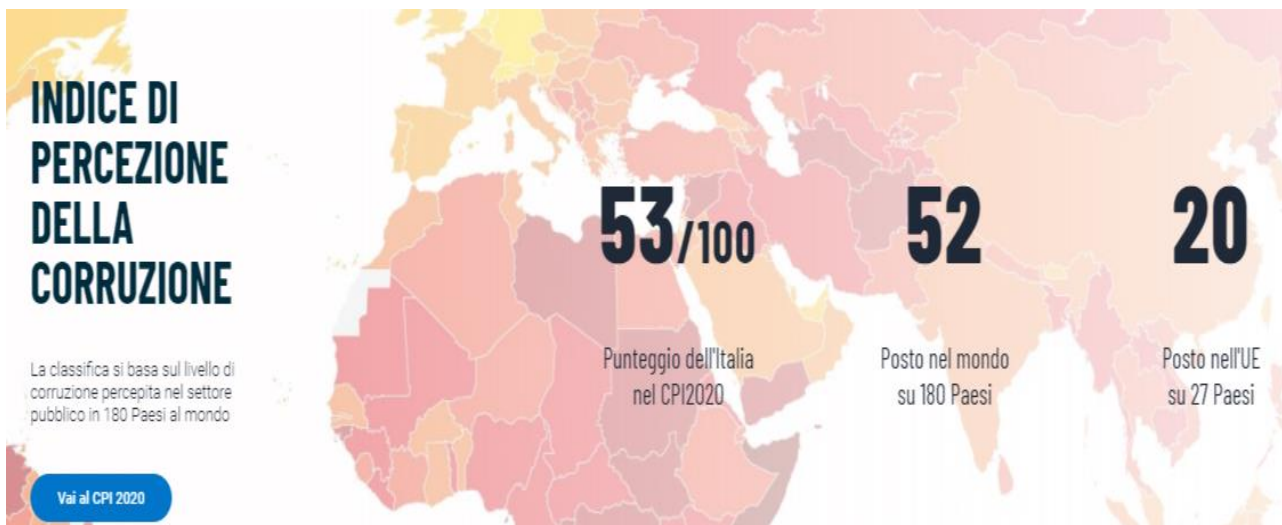 INDICE DI
PERCEZIONE
DELLA
CORRUZIONE
La classifica si basa sul livello di
corruzione percepita nel settore
pubblico in 180 Paesi al mondo
Vai al CPI 2020
53/100
Punteggio dell'Italia
nel CPI2020
52
Posto nel mondo
su 180 Paesi
20
Posto nell'UE
su 27 Paesi